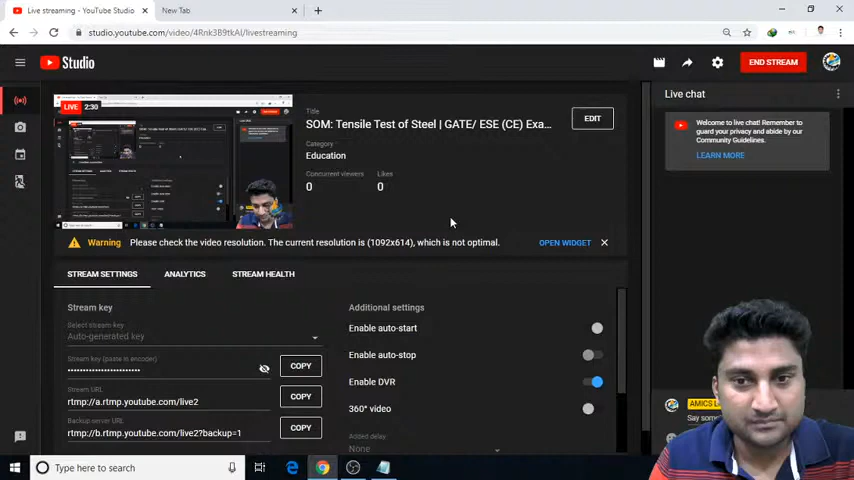 Live streaming - YouTube Studio
New Tab
studio.youtube.com/video/4Rnk3B9tkAI/livestreaming
Studio
END STREAM
LIVE 2:30
Title
SOM: Tensile Test of Steel | GATE/ ESE (CE) Exa...
EDIT
Category
Education
Concurrent viewers
Likes
0
0
Warning Please check the video resolution. The current resolution is (1092x614), which is not optimal.
OPEN WIDGET
STREAM SETTINGS
ANALYTICS
STREAM HEALTH
Stream key
Select stream key
Auto-generated key
Stream key (paste in encoder)
COPY
Stream URL
rtmp://a.rtmp.youtube.com/live2
COPY
Backup server URL
rtmp://b.rtmp.youtube.com/live2?backup=1
COPY
Additional settings
Enable auto-start
Enable auto-stop
Enable DVR
360° video
Added delay
None
Live chat
Welcome to live chat! Remember to
guard your privacy and abide by our
Community Guidelines.
LEARN MORE
AMICS
Say som
Type here to search